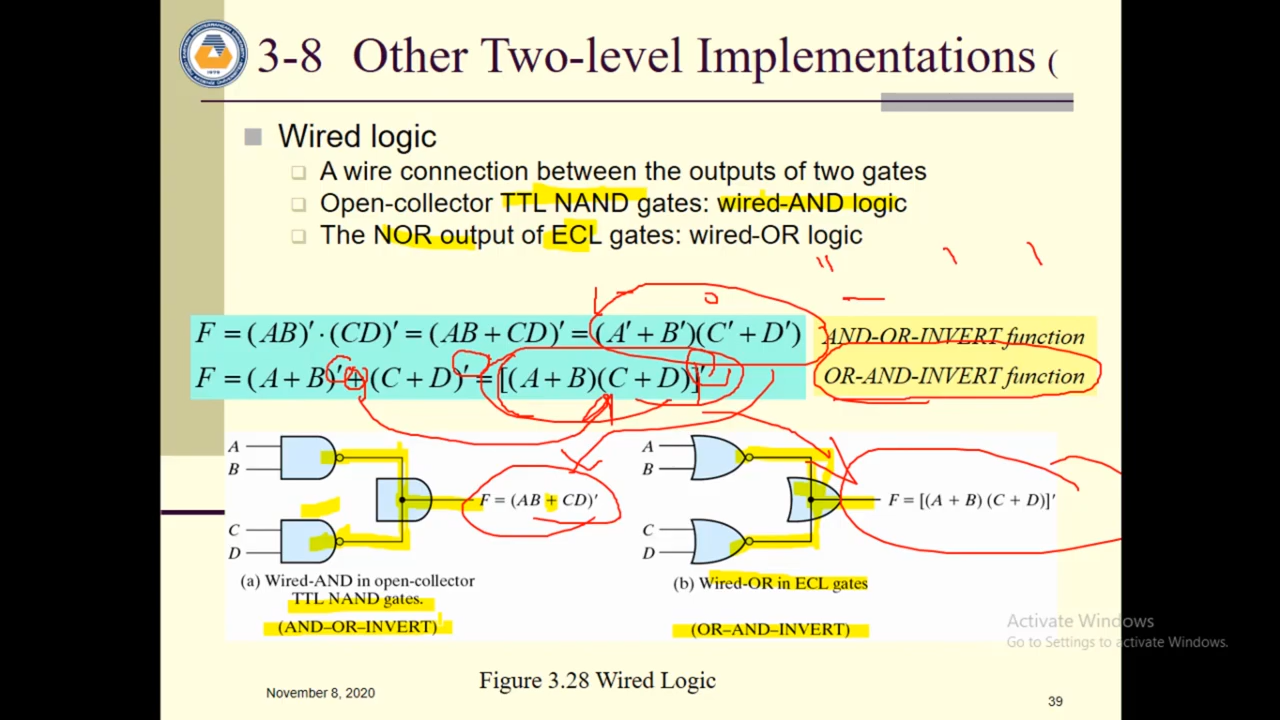 3-8 Other Two-level Implementations (
Wired logic
A wire connection between the outputs of two gates
Open-collector TTL NAND gates: wired-AND logic
The NOR output of ECL gates: wired-OR logic
F = (AB)′ · (CD)′ = (AB + CD)′ = (A′ + B′)(C′ + D′) AND-OR-INVERT function
F = (A + B)′ + (C + D)′ = [(A + B)(C + D)]′ OR-AND-INVERT function
A
B
C
D
F = (AB + CD)′
(a) Wired-AND in open-collector
TTL NAND gates.
(AND–OR–INVERT)
A
B
C
D
F = [(A + B) (C + D)]′
(b) Wired-OR in ECL gates
(OR–AND–INVERT)
Activate Windows
Go to Settings to activate Windows.
Figure 3.28 Wired Logic
November 8, 2020
39